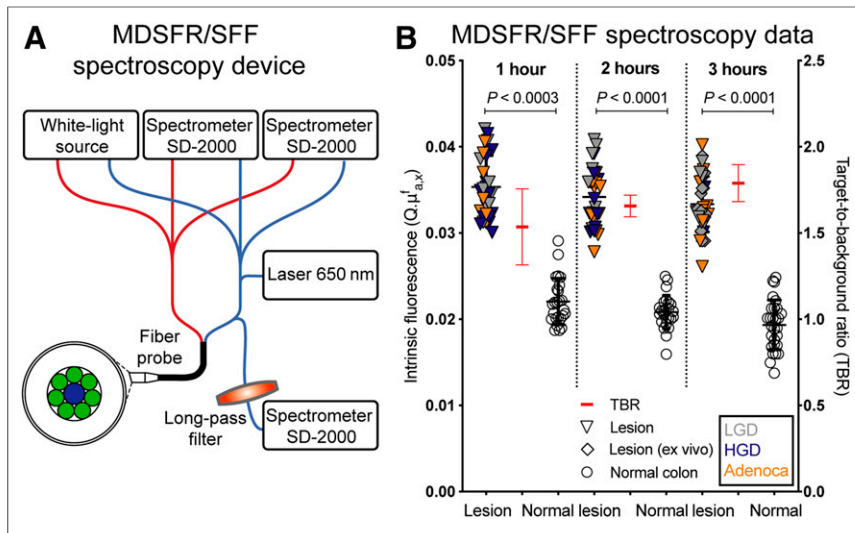 A
MDSFR/SFF
spectroscopy device
White-light
source
Spectrometer
SD-2000
Spectrometer
SD-2000
Laser 650 nm
Fiber
probe
Long-pass
filter
Spectrometer
SD-2000
B
MDSFR/SFF spectroscopy data
1 hour
2 hours
3 hours
P < 0.0003
P < 0.0001
P < 0.0001
Intrinsic fluorescence (Q.µᶠa,x)
0.05
0.04
0.03
0.02
0.01
0.00
2.5
2.0
1.5
1.0
0.5
0.0
Target-to-background ratio (TBR)
TBR
Lesion
Lesion (ex vivo)
Normal colon
LGD
HGD
Adenoca
Lesion Normal lesion Normal lesion Normal